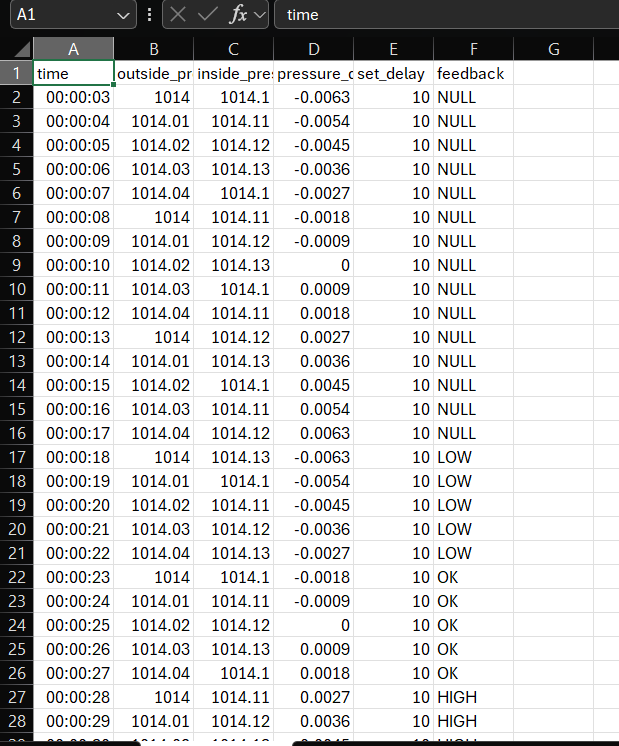 A1 fx time
A B C D E F G
1 time outside_pr inside_pre: pressure_c set_delay feedback
2 00:00:03 1014 1014.1 -0.0063 10 NULL
3 00:00:04 1014.01 1014.11 -0.0054 10 NULL
4 00:00:05 1014.02 1014.12 -0.0045 10 NULL
5 00:00:06 1014.03 1014.13 -0.0036 10 NULL
6 00:00:07 1014.04 1014.1 -0.0027 10 NULL
7 00:00:08 1014 1014.11 -0.0018 10 NULL
8 00:00:09 1014.01 1014.12 -0.0009 10 NULL
9 00:00:10 1014.02 1014.13 0 10 NULL
10 00:00:11 1014.03 1014.1 0.0009 10 NULL
11 00:00:12 1014.04 1014.11 0.0018 10 NULL
12 00:00:13 1014 1014.12 0.0027 10 NULL
13 00:00:14 1014.01 1014.13 0.0036 10 NULL
14 00:00:15 1014.02 1014.1 0.0045 10 NULL
15 00:00:16 1014.03 1014.11 0.0054 10 NULL
16 00:00:17 1014.04 1014.12 0.0063 10 NULL
17 00:00:18 1014 1014.13 -0.0063 10 LOW
18 00:00:19 1014.01 1014.1 -0.0054 10 LOW
19 00:00:20 1014.02 1014.11 -0.0045 10 LOW
20 00:00:21 1014.03 1014.12 -0.0036 10 LOW
21 00:00:22 1014.04 1014.13 -0.0027 10 LOW
22 00:00:23 1014 1014.1 -0.0018 10 OK
23 00:00:24 1014.01 1014.11 -0.0009 10 OK
24 00:00:25 1014.02 1014.12 0 10 OK
25 00:00:26 1014.03 1014.13 0.0009 10 OK
26 00:00:27 1014.04 1014.1 0.0018 10 OK
27 00:00:28 1014 1014.11 0.0027 10 HIGH
28 00:00:29 1014.01 1014.12 0.0036 10 HIGH